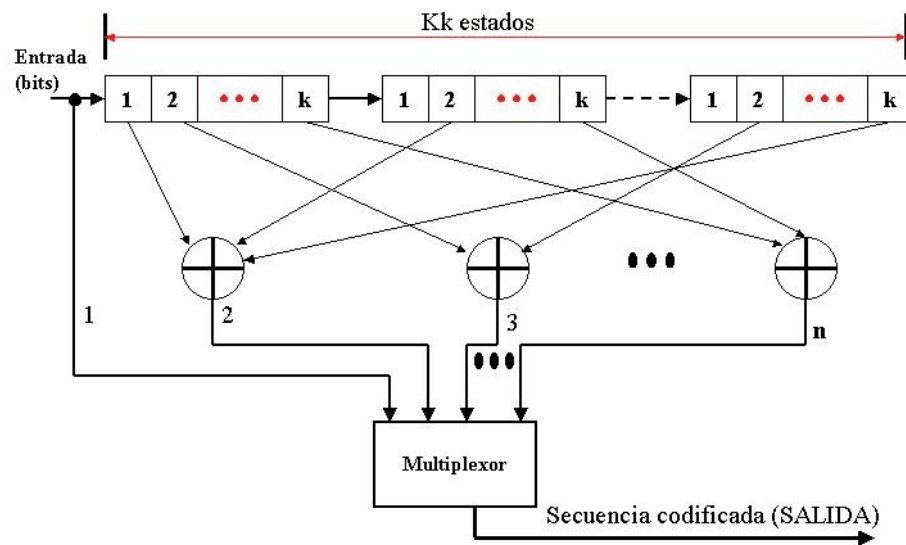 Kk estados
Entrada
(bits)
1 2 ••• k 1 2 ••• k 1 2 ••• k
1 2 3 n
Multiplexor
Secuencia codificada (SALIDA)